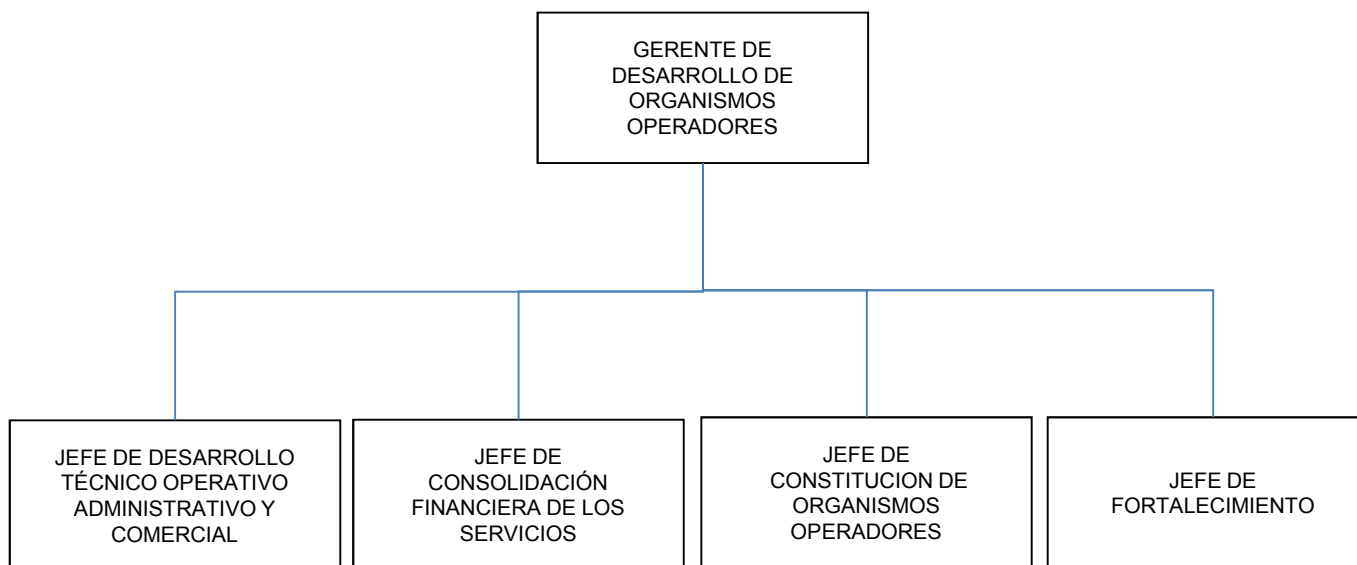 GERENTE DE
DESARROLLO DE
ORGANISMOS
OPERADORES
JEFE DE DESARROLLO
TÉCNICO OPERATIVO
ADMINISTRATIVO Y
COMERCIAL
JEFE DE
CONSOLIDACIÓN
FINANCIERA DE LOS
SERVICIOS
JEFE DE
CONSTITUCION DE
ORGANISMOS
OPERADORES
JEFE DE
FORTALECIMIENTO